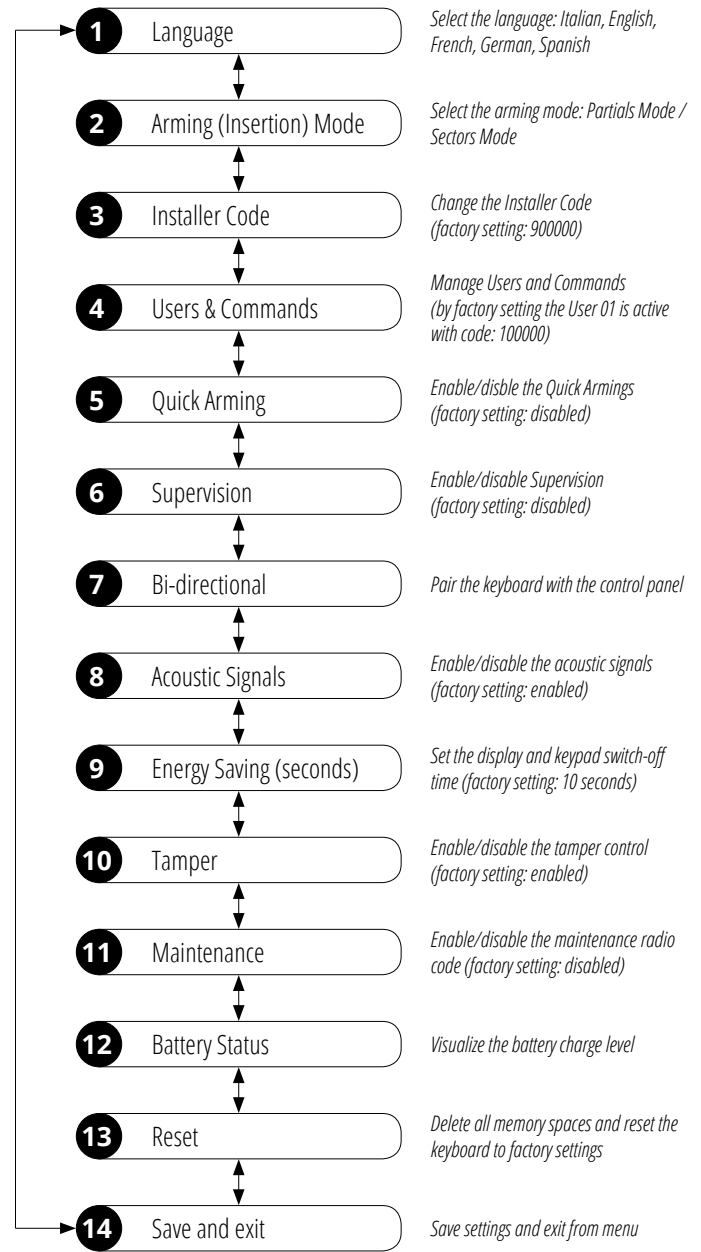 1 Language
Select the language: Italian, English,
French, German, Spanish
2 Arming (Insertion) Mode
Select the arming mode: Partials Mode /
Sectors Mode
3 Installer Code
Change the Installer Code
(factory setting: 900000)
4 Users & Commands
Manage Users and Commands
(by factory setting the User 01 is active
with code: 100000)
5 Quick Arming
Enable/disble the Quick Armings
(factory setting: disabled)
6 Supervision
Enable/disable Supervision
(factory setting: disabled)
7 Bi-directional
Pair the keyboard with the control panel
8 Acoustic Signals
Enable/disable the acoustic signals
(factory setting: enabled)
9 Energy Saving (seconds)
Set the display and keypad switch-off
time (factory setting: 10 seconds)
10 Tamper
Enable/disable the tamper control
(factory setting: enabled)
11 Maintenance
Enable/disable the maintenance radio
code (factory setting: disabled)
12 Battery Status
Visualize the battery charge level
13 Reset
Delete all memory spaces and reset the
keyboard to factory settings
14 Save and exit
Save settings and exit from menu